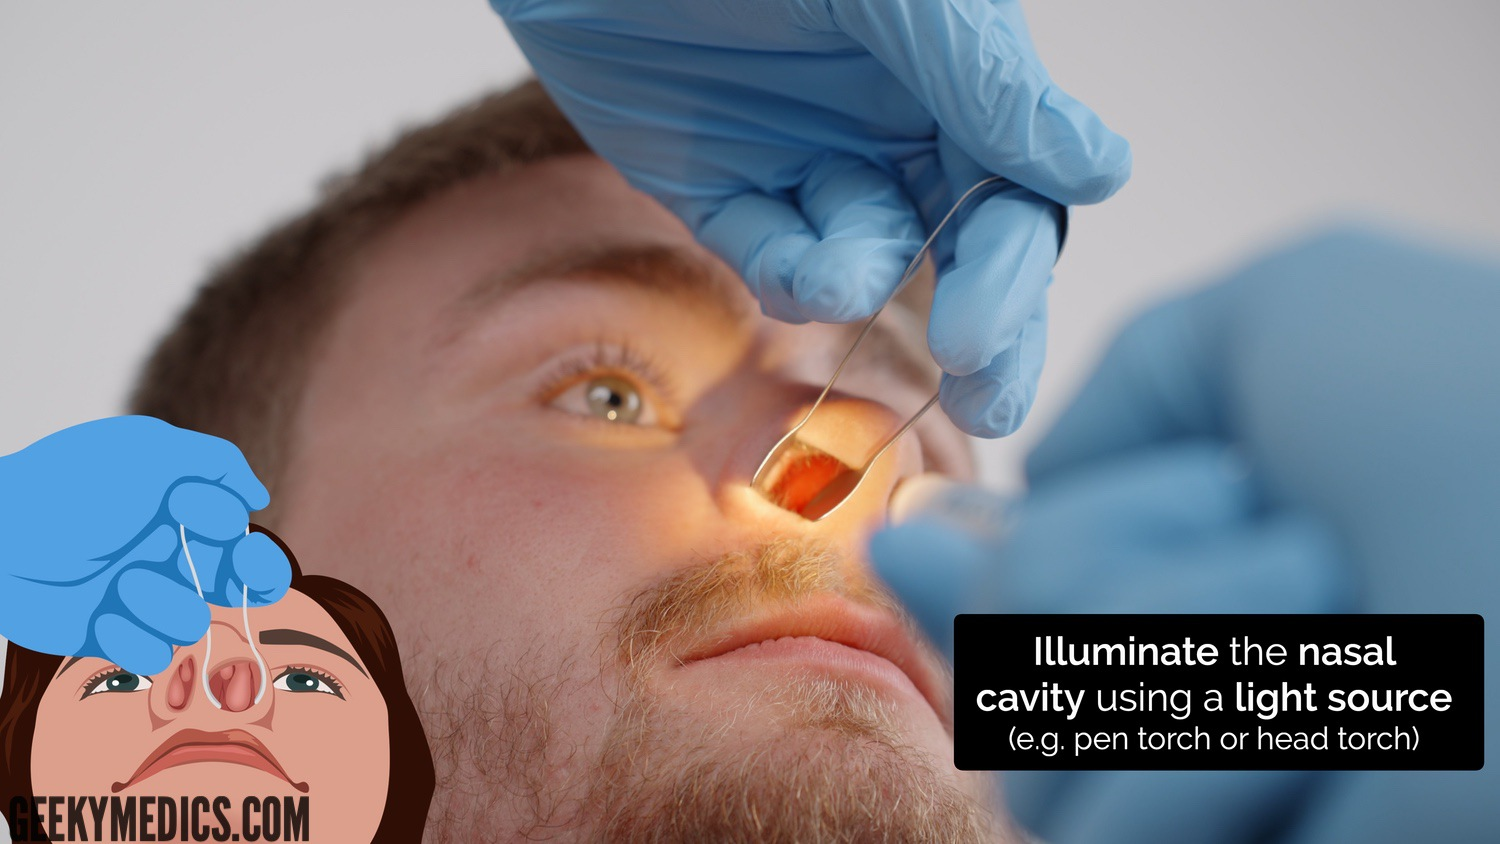 Illuminate the nasal
cavity using a light source
(e.g. pen torch or head torch)
GEEKYMEDICS.COM